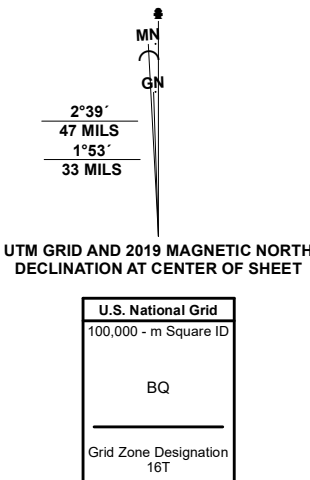 MN
GN
2°39´
47 MILS
1°53´
33 MILS
UTM GRID AND 2019 MAGNETIC NORTH
DECLINATION AT CENTER OF SHEET
U.S. National Grid
100,000 - m Square ID
BQ
Grid Zone Designation
16T